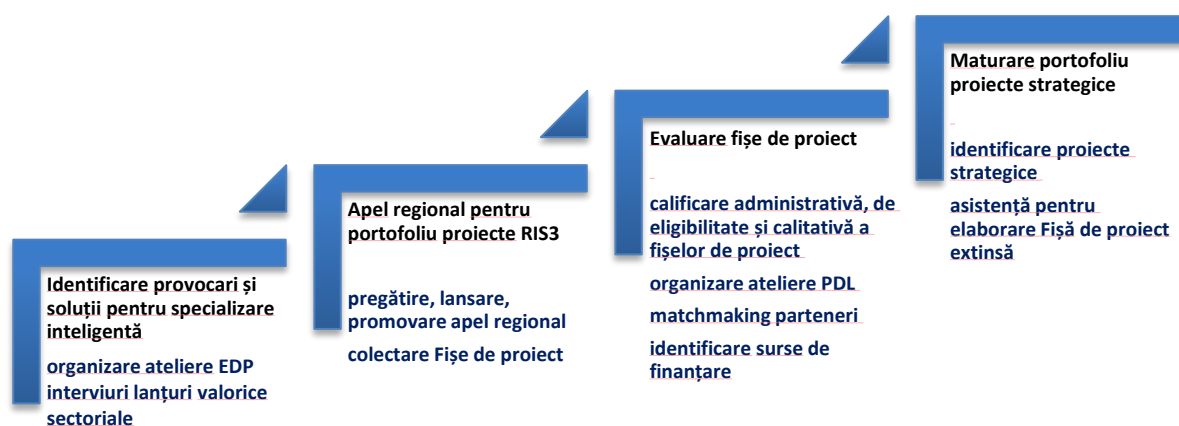 Identificare provocari și
soluții pentru specializare
inteligentă
organizare ateliere EDP
interviuri lanțuri valorice
sectoriale
Apel regional pentru
portofoliu proiecte RIS3
pregătire, lansare,
promovare apel regional
colectare Fișe de proiect
Evaluare fișe de proiect
calificare administrativă, de
eligibilitate și calitativă a
fișelor de proiect
organizare ateliere PDL
matchmaking parteneri
identificare surse de
finanțare
Maturare portofoliu
proiecte strategice
identificare proiecte
strategice
asistență pentru
elaborare Fișă de proiect
extinsă